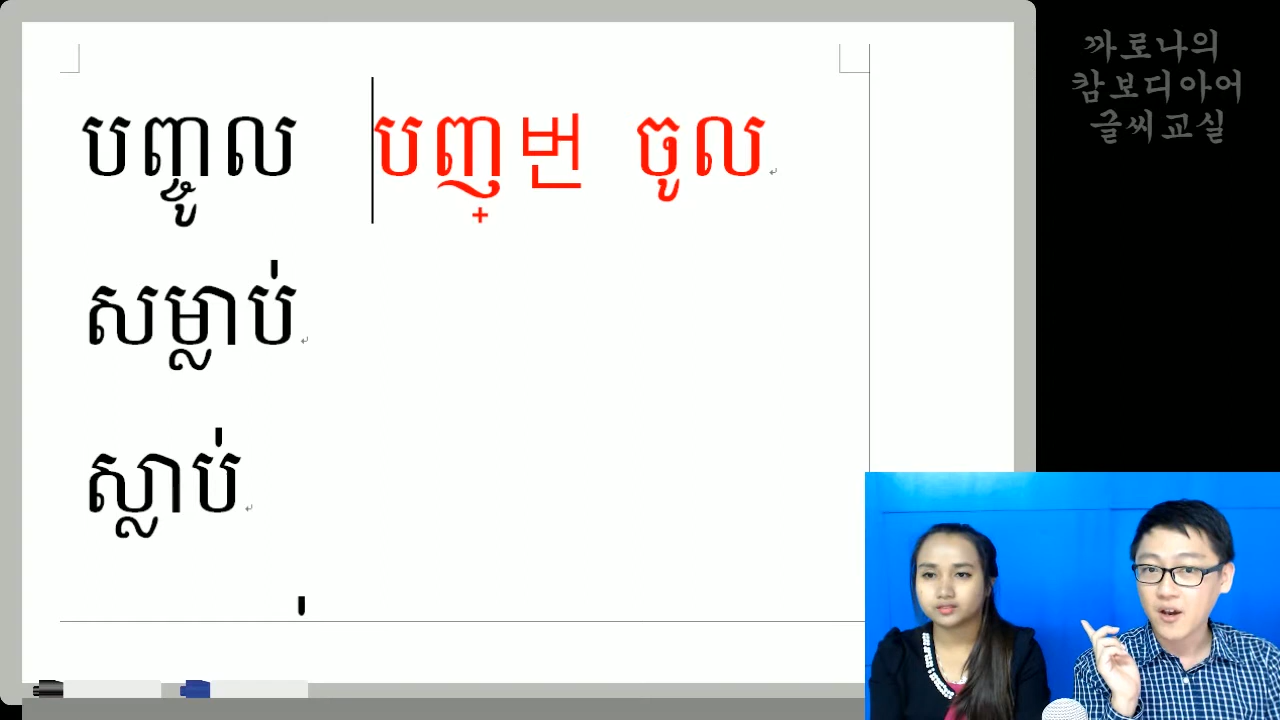 បញ្ចូល បញ្번 ចូល
សម្លាប់
ស្លាប់
까로나의
캄보디아어
글씨교실